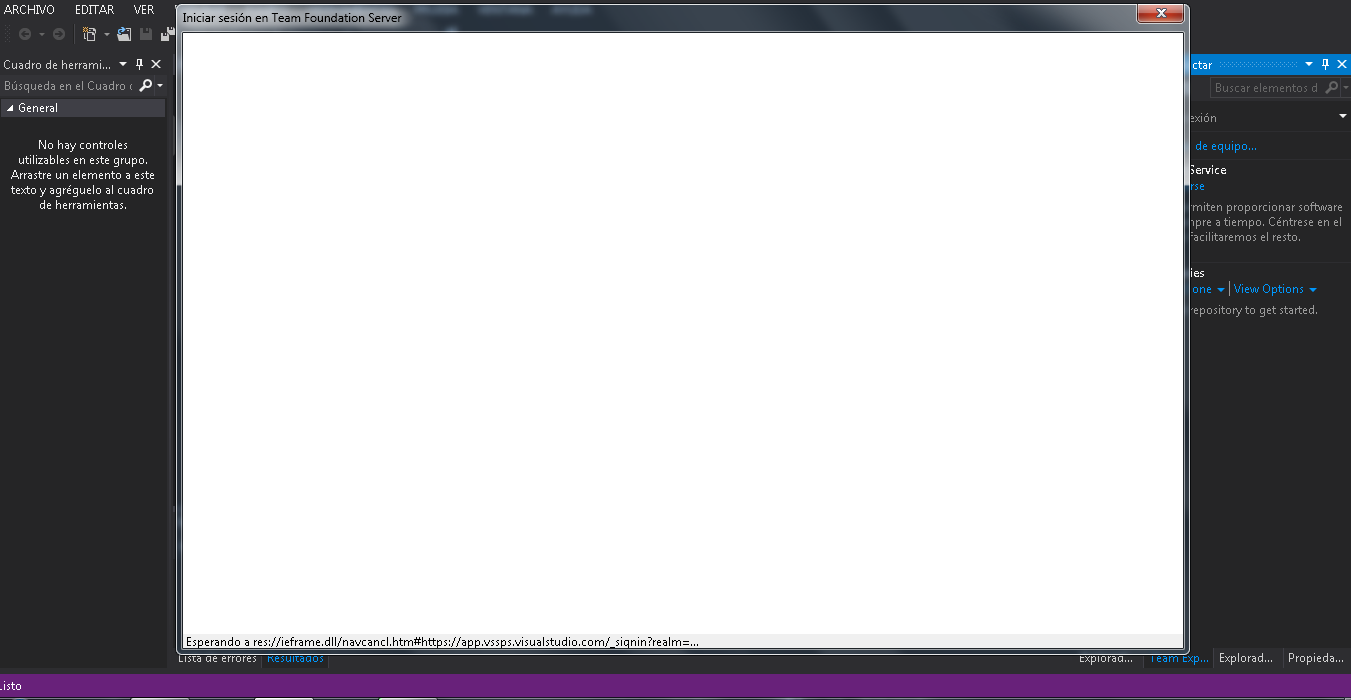 ARCHIVO EDITAR VER
Iniciar sesión en Team Foundation Server
Cuadro de herrami...
Búsqueda en el Cuadro
General
No hay controles
utilizables en este grupo.
Arrastre un elemento a este
texto y agréguelo al cuadro
de herramientas.
ctar
Buscar elementos d
exión
de equipo...
Service
rse
miten proporcionar software
pre a tiempo. Céntrese en el
facilitaremos el resto.
ies
one View Options
repository to get started.
Esperando a res://ieframe.dll/navcancl.htm#https://app.vssps.visualstudio.com/_signin?realm=...
Lista de errores Resultados
Explorad... Team Exp... Explorad... Propieda...
Listo